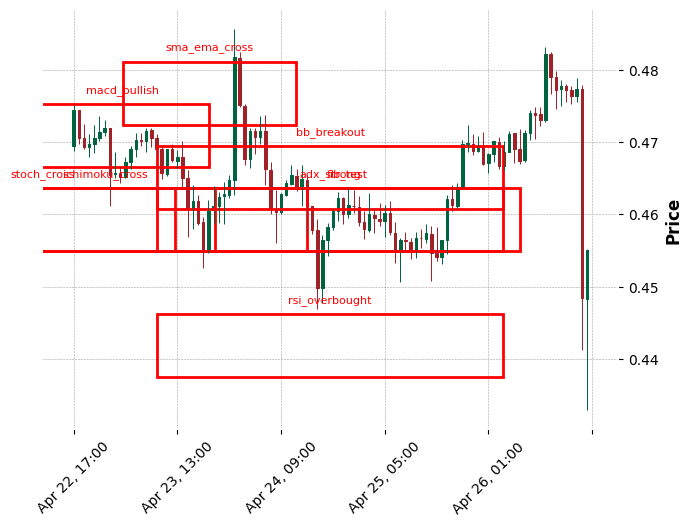 sma_ema_cross
0.48
macd_bullish
bb_breakout
0.47
stoch_cross
ichimoku_cross
adx_strong
fib_test
0.46
0.45
rsi_overbought
0.44
Price
Apr 22, 17:00
Apr 23, 13:00
Apr 24, 09:00
Apr 25, 05:00
Apr 26, 01:00